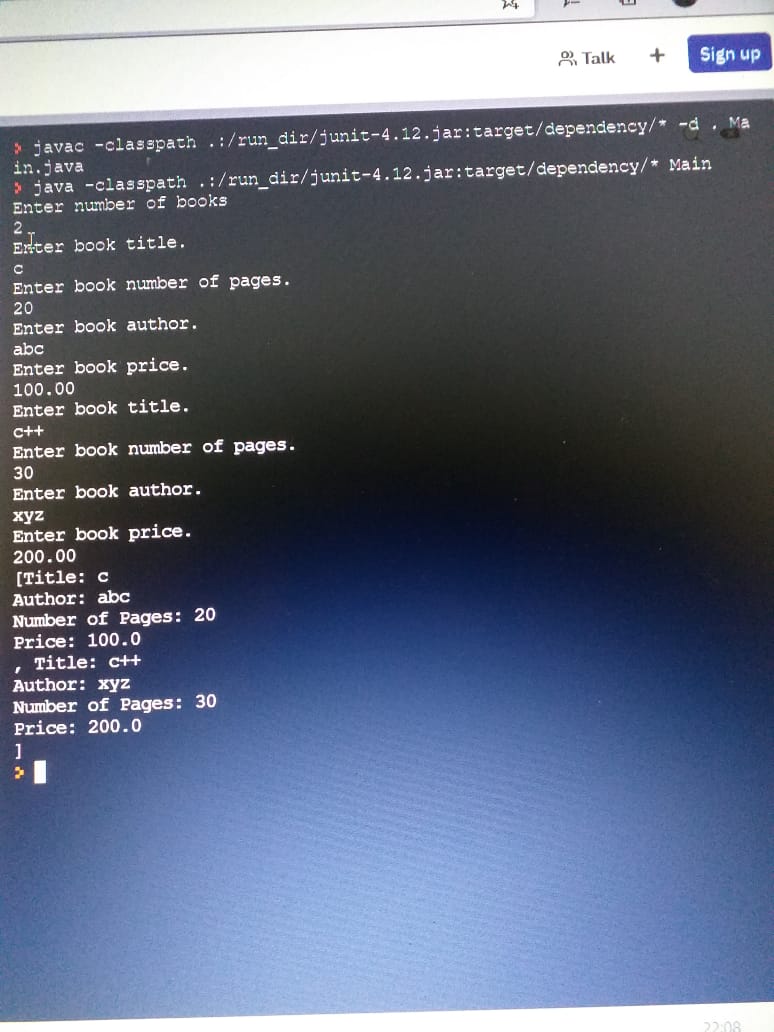 Talk + Sign up
> javac -classpath .:/run_dir/junit-4.12.jar:target/dependency/* -d . Ma
in.java
> java -classpath .:/run_dir/junit-4.12.jar:target/dependency/* Main
Enter number of books
2
Enter book title.
c
Enter book number of pages.
20
Enter book author.
abc
Enter book price.
100.00
Enter book title.
c++
Enter book number of pages.
30
Enter book author.
xyz
Enter book price.
200.00
[Title: c
Author: abc
Number of Pages: 20
Price: 100.0
, Title: c++
Author: xyz
Number of Pages: 30
Price: 200.0
]
>
22:08